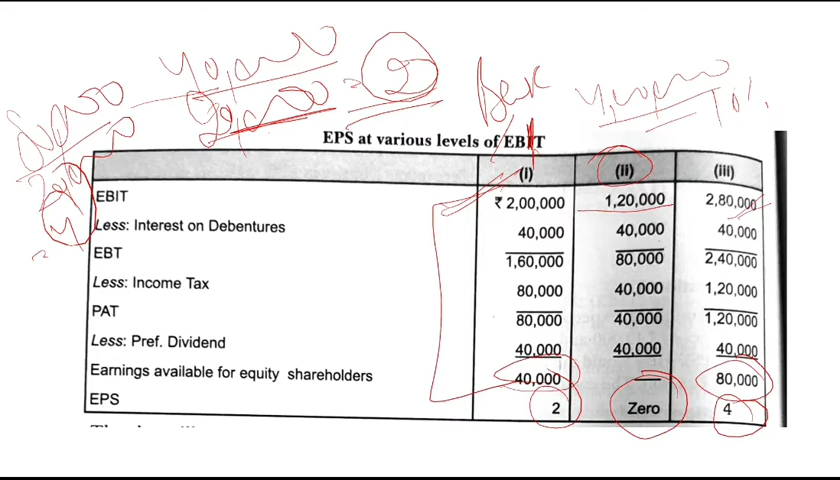 2
Base
EPS at various levels of EBIT
(I) (II) (iii)
EBIT ₹ 2,00,000 1,20,000 2,80,000
Less: Interest on Debentures 40,000 40,000 40,000
EBT 1,60,000 80,000 2,40,000
Less: Income Tax 80,000 40,000 1,20,000
PAT 80,000 40,000 1,20,000
Less: Pref. Dividend 40,000 40,000 40,000
Earnings available for equity shareholders 40,000 — 80,000
EPS 2 Zero 4